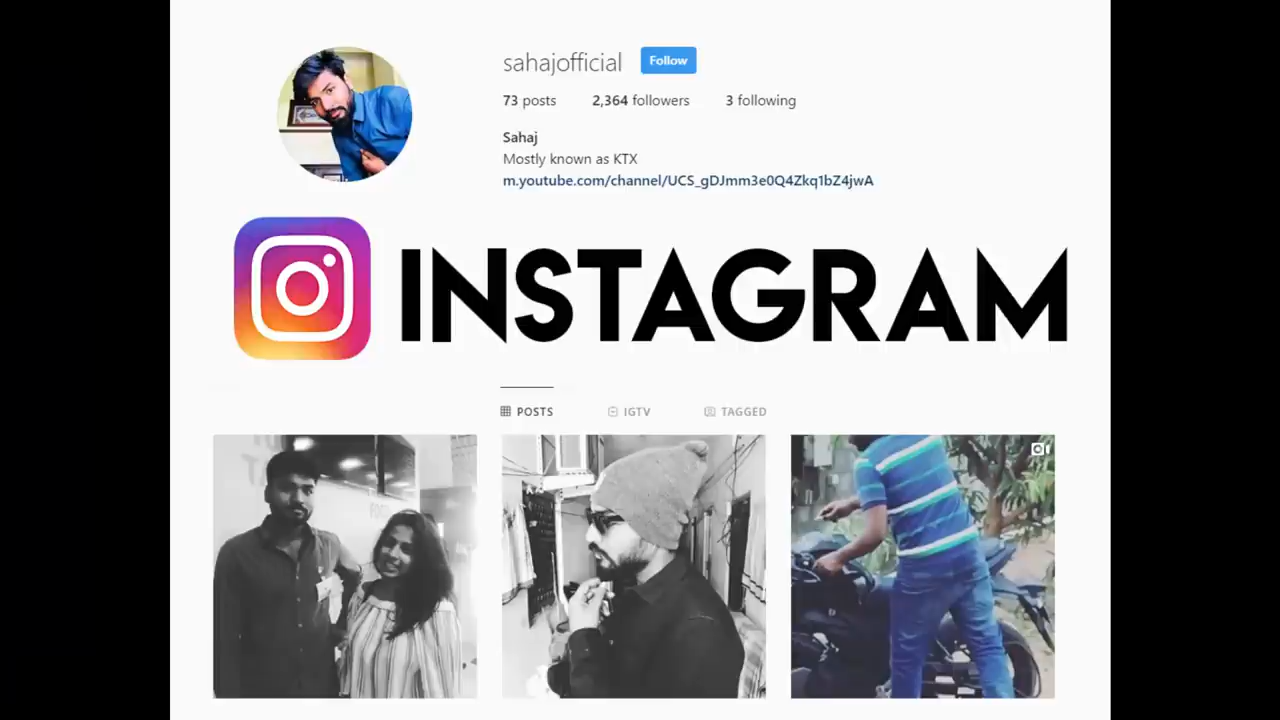 sahajofficial Follow
73 posts 2,364 followers 3 following
Sahaj
Mostly known as KTX
m.youtube.com/channel/UCS_gDJmm3e0Q4Zkq1bZ4jwA
INSTAGRAM
POSTS IGTV TAGGED